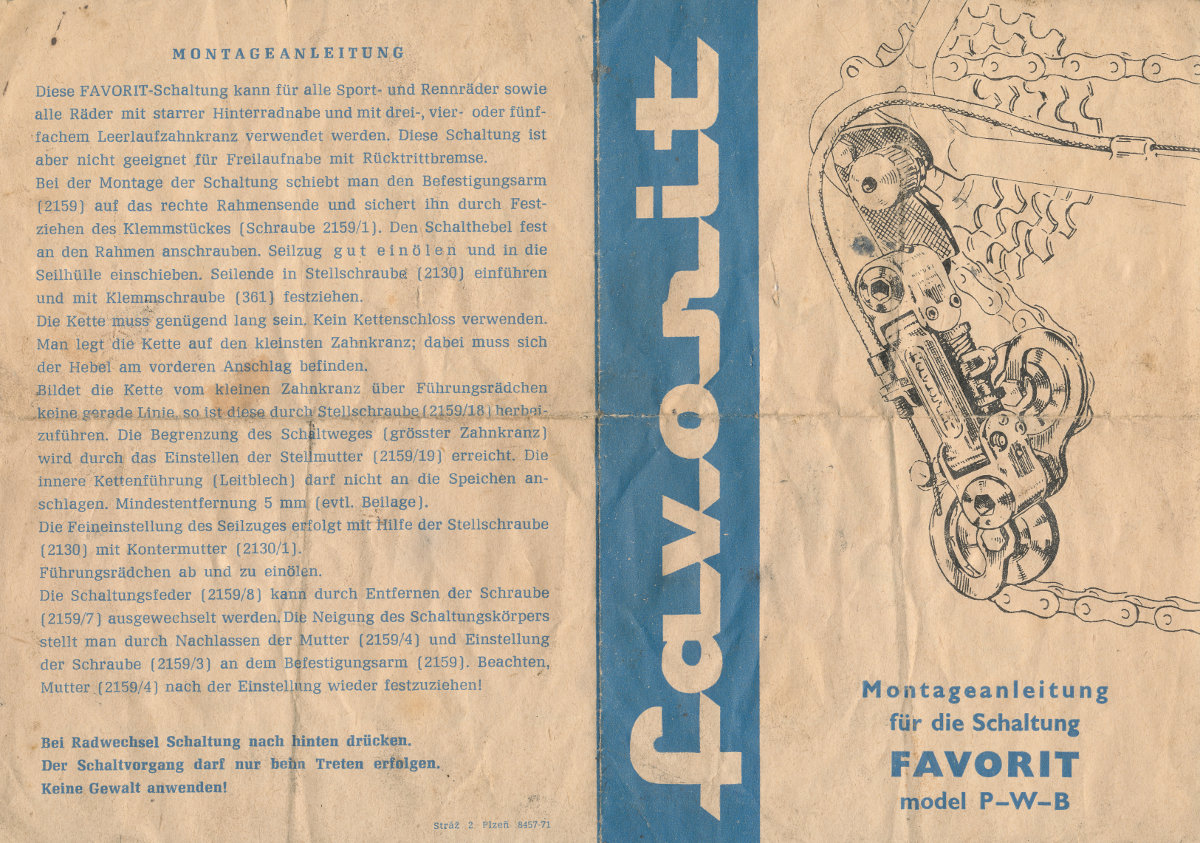 MONTAGEANLEITUNG
Diese FAVORIT-Schaltung kann für alle Sport- und Rennräder sowie
alle Räder mit starrer Hinterradnabe und mit drei-, vier- oder fünf-
fachem Leerlaufzahnkranz verwendet werden. Diese Schaltung ist
aber nicht geeignet für Freilaufnabe mit Rücktrittbremse.
Bei der Montage der Schaltung schiebt man den Befestigungsarm
(2159) auf das rechte Rahmensende und sichert ihn durch Fest-
ziehen des Klemmstückes (Schraube 2159/1). Den Schalthebel fest
an den Rahmen anschrauben. Seilzug gut einölen und in die
Seilhülle einschieben. Seilende in Stellschraube (2130) einführen
und mit Klemmschraube (361) festziehen.
Die Kette muss genügend lang sein. Kein Kettenschloss verwenden.
Man legt die Kette auf den kleinsten Zahnkranz; dabei muss sich
der Hebel am vorderen Anschlag befinden.
Bildet die Kette vom kleinen Zahnkranz über Führungsrädchen
keine gerade Linie, so ist diese durch Stellschraube (2159/18) herbei-
zuführen. Die Begrenzung des Schaltweges (grösster Zahnkranz)
wird durch das Einstellen der Stellmutter (2159/19) erreicht. Die
innere Kettenführung (Leitblech) darf nicht an die Speichen an-
schlagen. Mindestentfernung 5 mm (evtl. Beilage).
Die Feineinstellung des Seilzuges erfolgt mit Hilfe der Stellschraube
(2130) mit Kontermutter (2130/1).
Führungsrädchen ab und zu einölen.
Die Schaltungsfeder (2159/8) kann durch Entfernen der Schraube
(2159/7) ausgewechselt werden. Die Neigung des Schaltungskörpers
stellt man durch Nachlassen der Mutter (2159/4) und Einstellung
der Schraube (2159/3) an dem Befestigungsarm (2159). Beachten,
Mutter (2159/4) nach der Einstellung wieder festzuziehen!
Bei Radwechsel Schaltung nach hinten drücken.
Der Schaltvorgang darf nur beim Treten erfolgen.
Keine Gewalt anwenden!
Stráž 2 Plzeň 8457-71
favorit
favorit
Montageanleitung
für die Schaltung
FAVORIT
model P–W–B